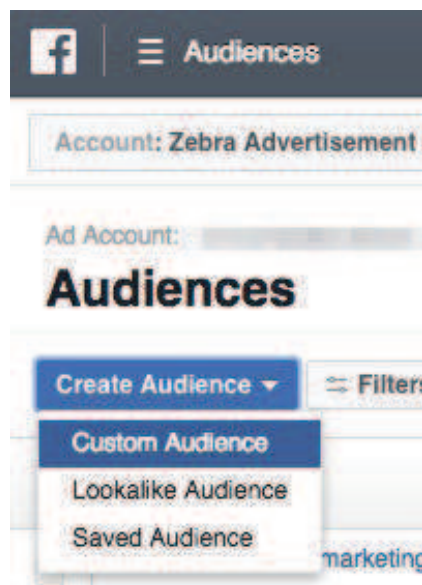 f Audiences
Account: Zebra Advertisement
Ad Account:
Audiences
Create Audience Filters
Custom Audience
Lookalike Audience
Saved Audience
marketing